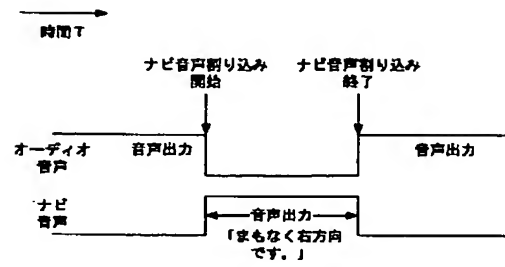 時間T
ナビ音声割り込み
開始
ナビ音声割り込み
終了
オーディオ
音声
音声出力
音声出力
ナビ
音声
音声出力
「まもなく右方向
です。」